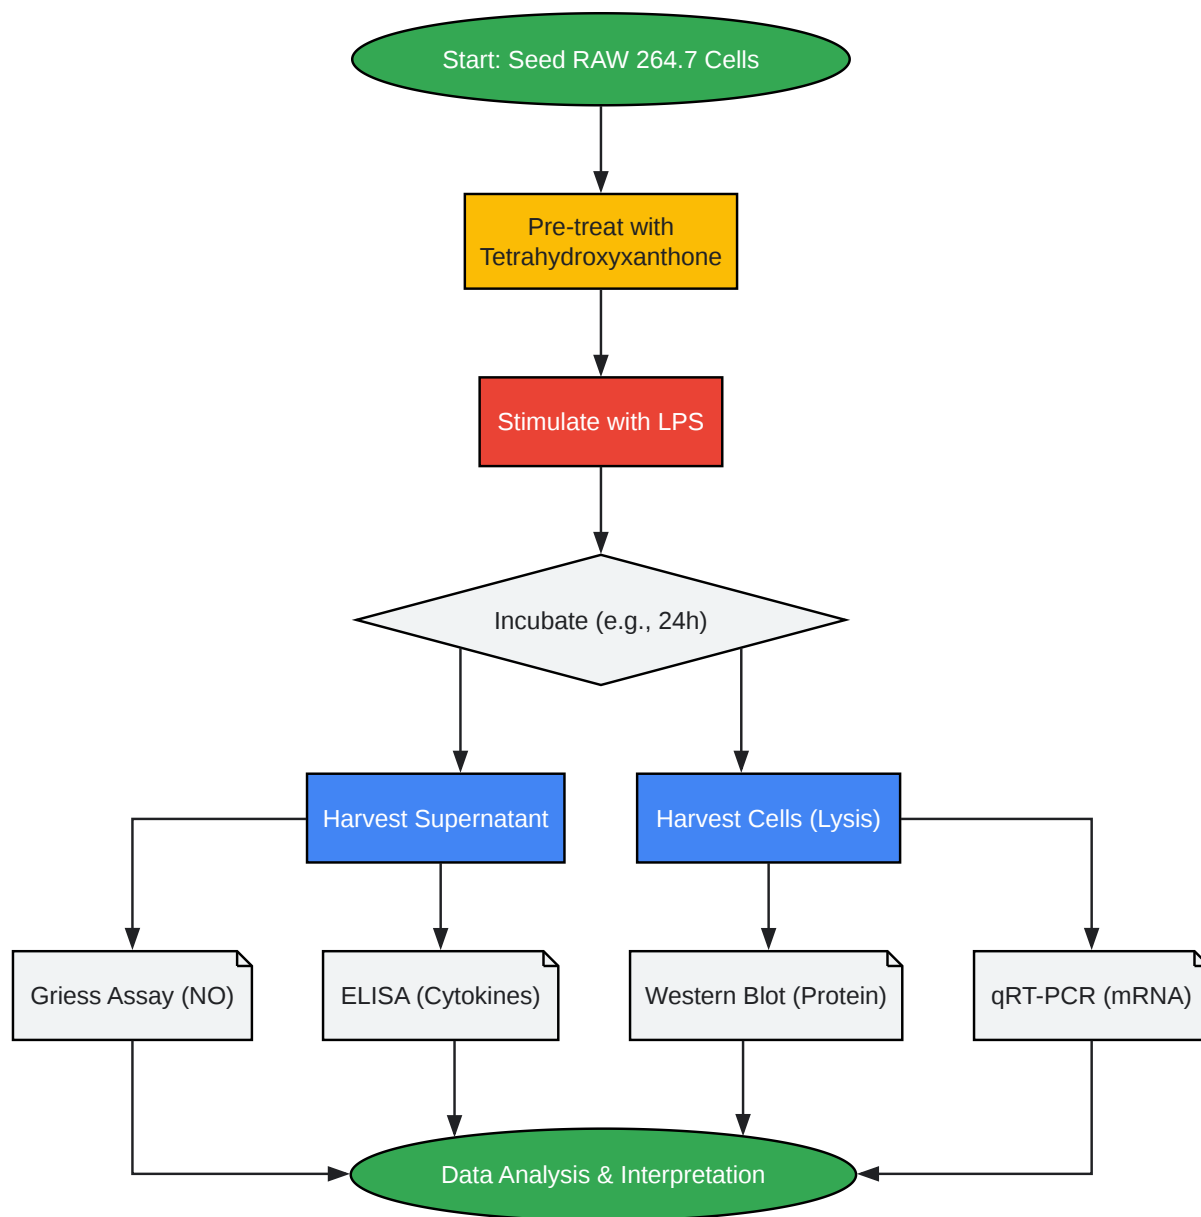 Start: Seed RAW 264.7 Cells
Pre-treat with
Tetrahydroxyxanthone
Stimulate with LPS
Incubate (e.g., 24h)
Harvest Supernatant
Harvest Cells (Lysis)
Griess Assay (NO)
ELISA (Cytokines)
Western Blot (Protein)
qRT-PCR (mRNA)
Data Analysis & Interpretation